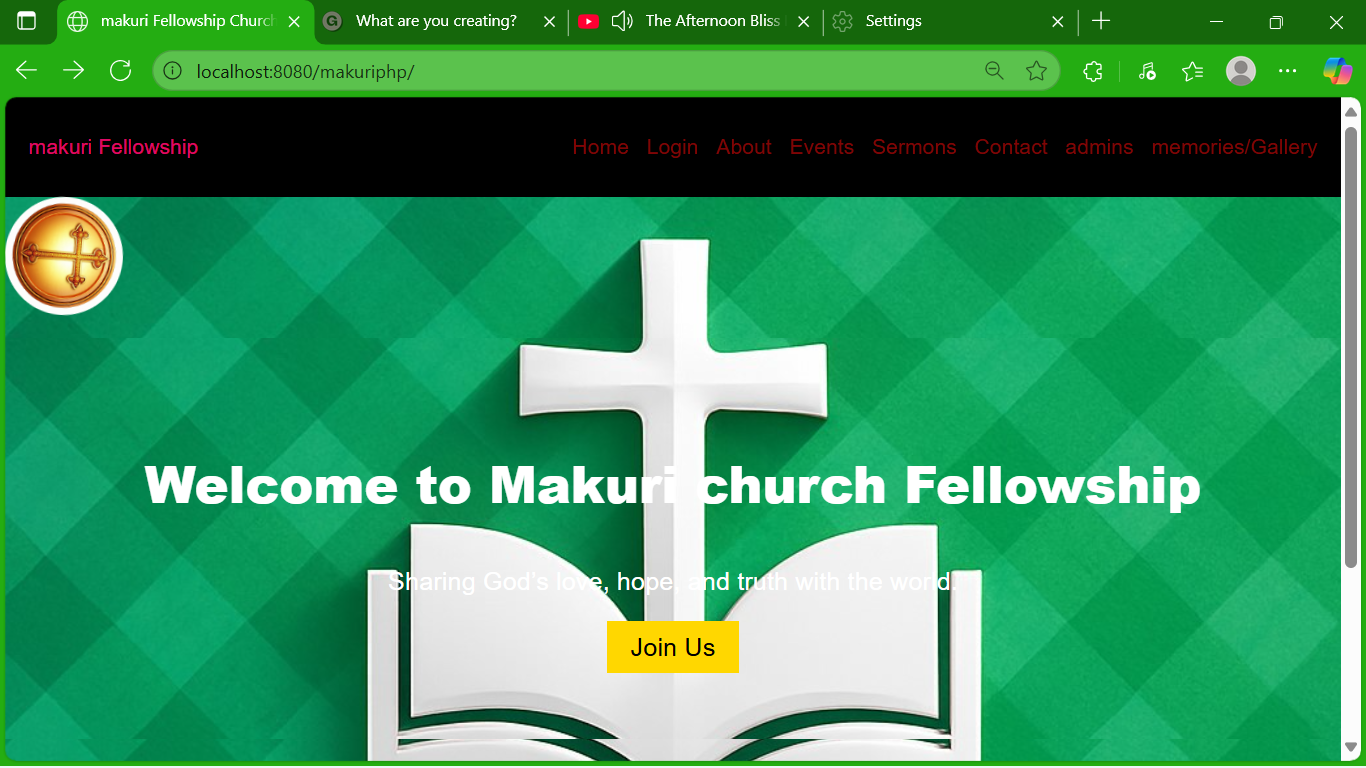 makuri Fellowship Church
What are you creating?
The Afternoon Bliss
Settings
localhost:8080/makuriphp/
makuri Fellowship
Home Login About Events Sermons Contact admins memories/Gallery
Welcome to Makuri church Fellowship
Sharing God's love, hope, and truth with the world.
Join Us